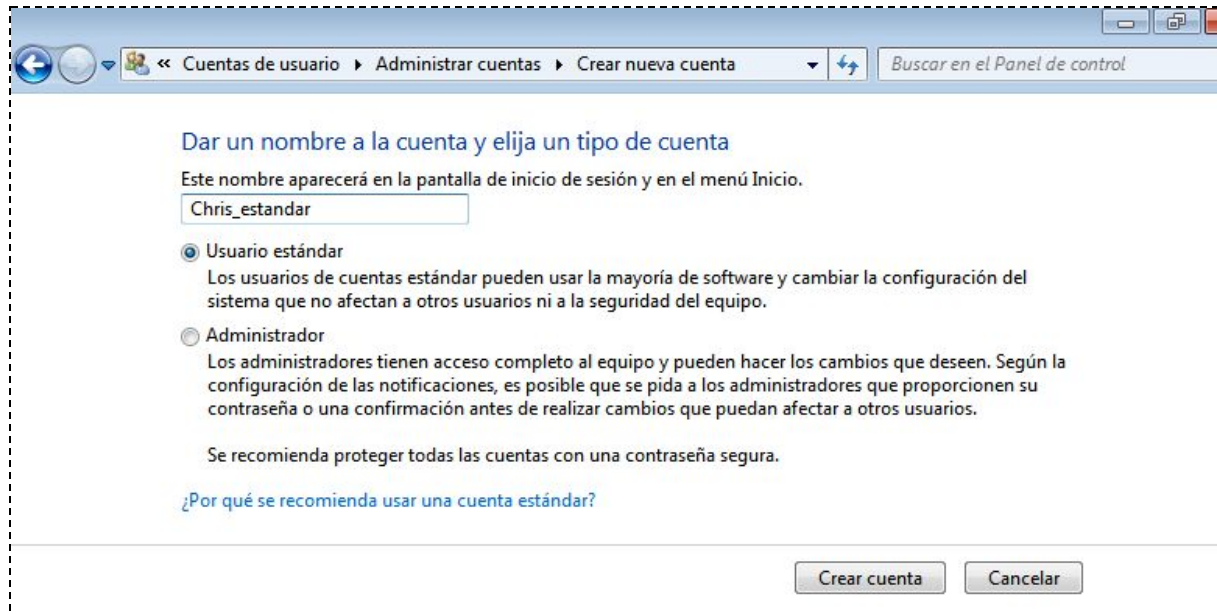 « Cuentas de usuario ▸ Administrar cuentas ▸ Crear nueva cuenta
Buscar en el Panel de control
Dar un nombre a la cuenta y elija un tipo de cuenta
Este nombre aparecerá en la pantalla de inicio de sesión y en el menú Inicio.
Chris_estandar
Usuario estándar
Los usuarios de cuentas estándar pueden usar la mayoría de software y cambiar la configuración del
sistema que no afectan a otros usuarios ni a la seguridad del equipo.
Administrador
Los administradores tienen acceso completo al equipo y pueden hacer los cambios que deseen. Según la
configuración de las notificaciones, es posible que se pida a los administradores que proporcionen su
contraseña o una confirmación antes de realizar cambios que puedan afectar a otros usuarios.
Se recomienda proteger todas las cuentas con una contraseña segura.
¿Por qué se recomienda usar una cuenta estándar?
Crear cuenta
Cancelar